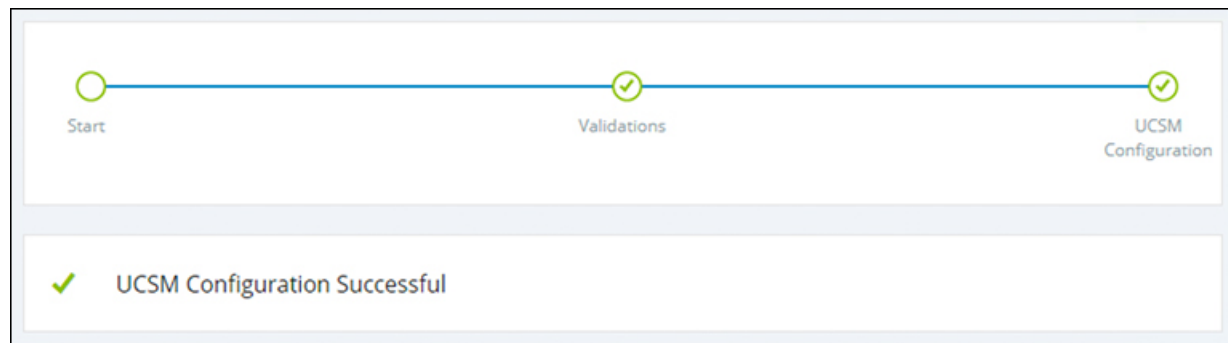 Start
Validations
UCSM
Configuration
UCSM Configuration Successful